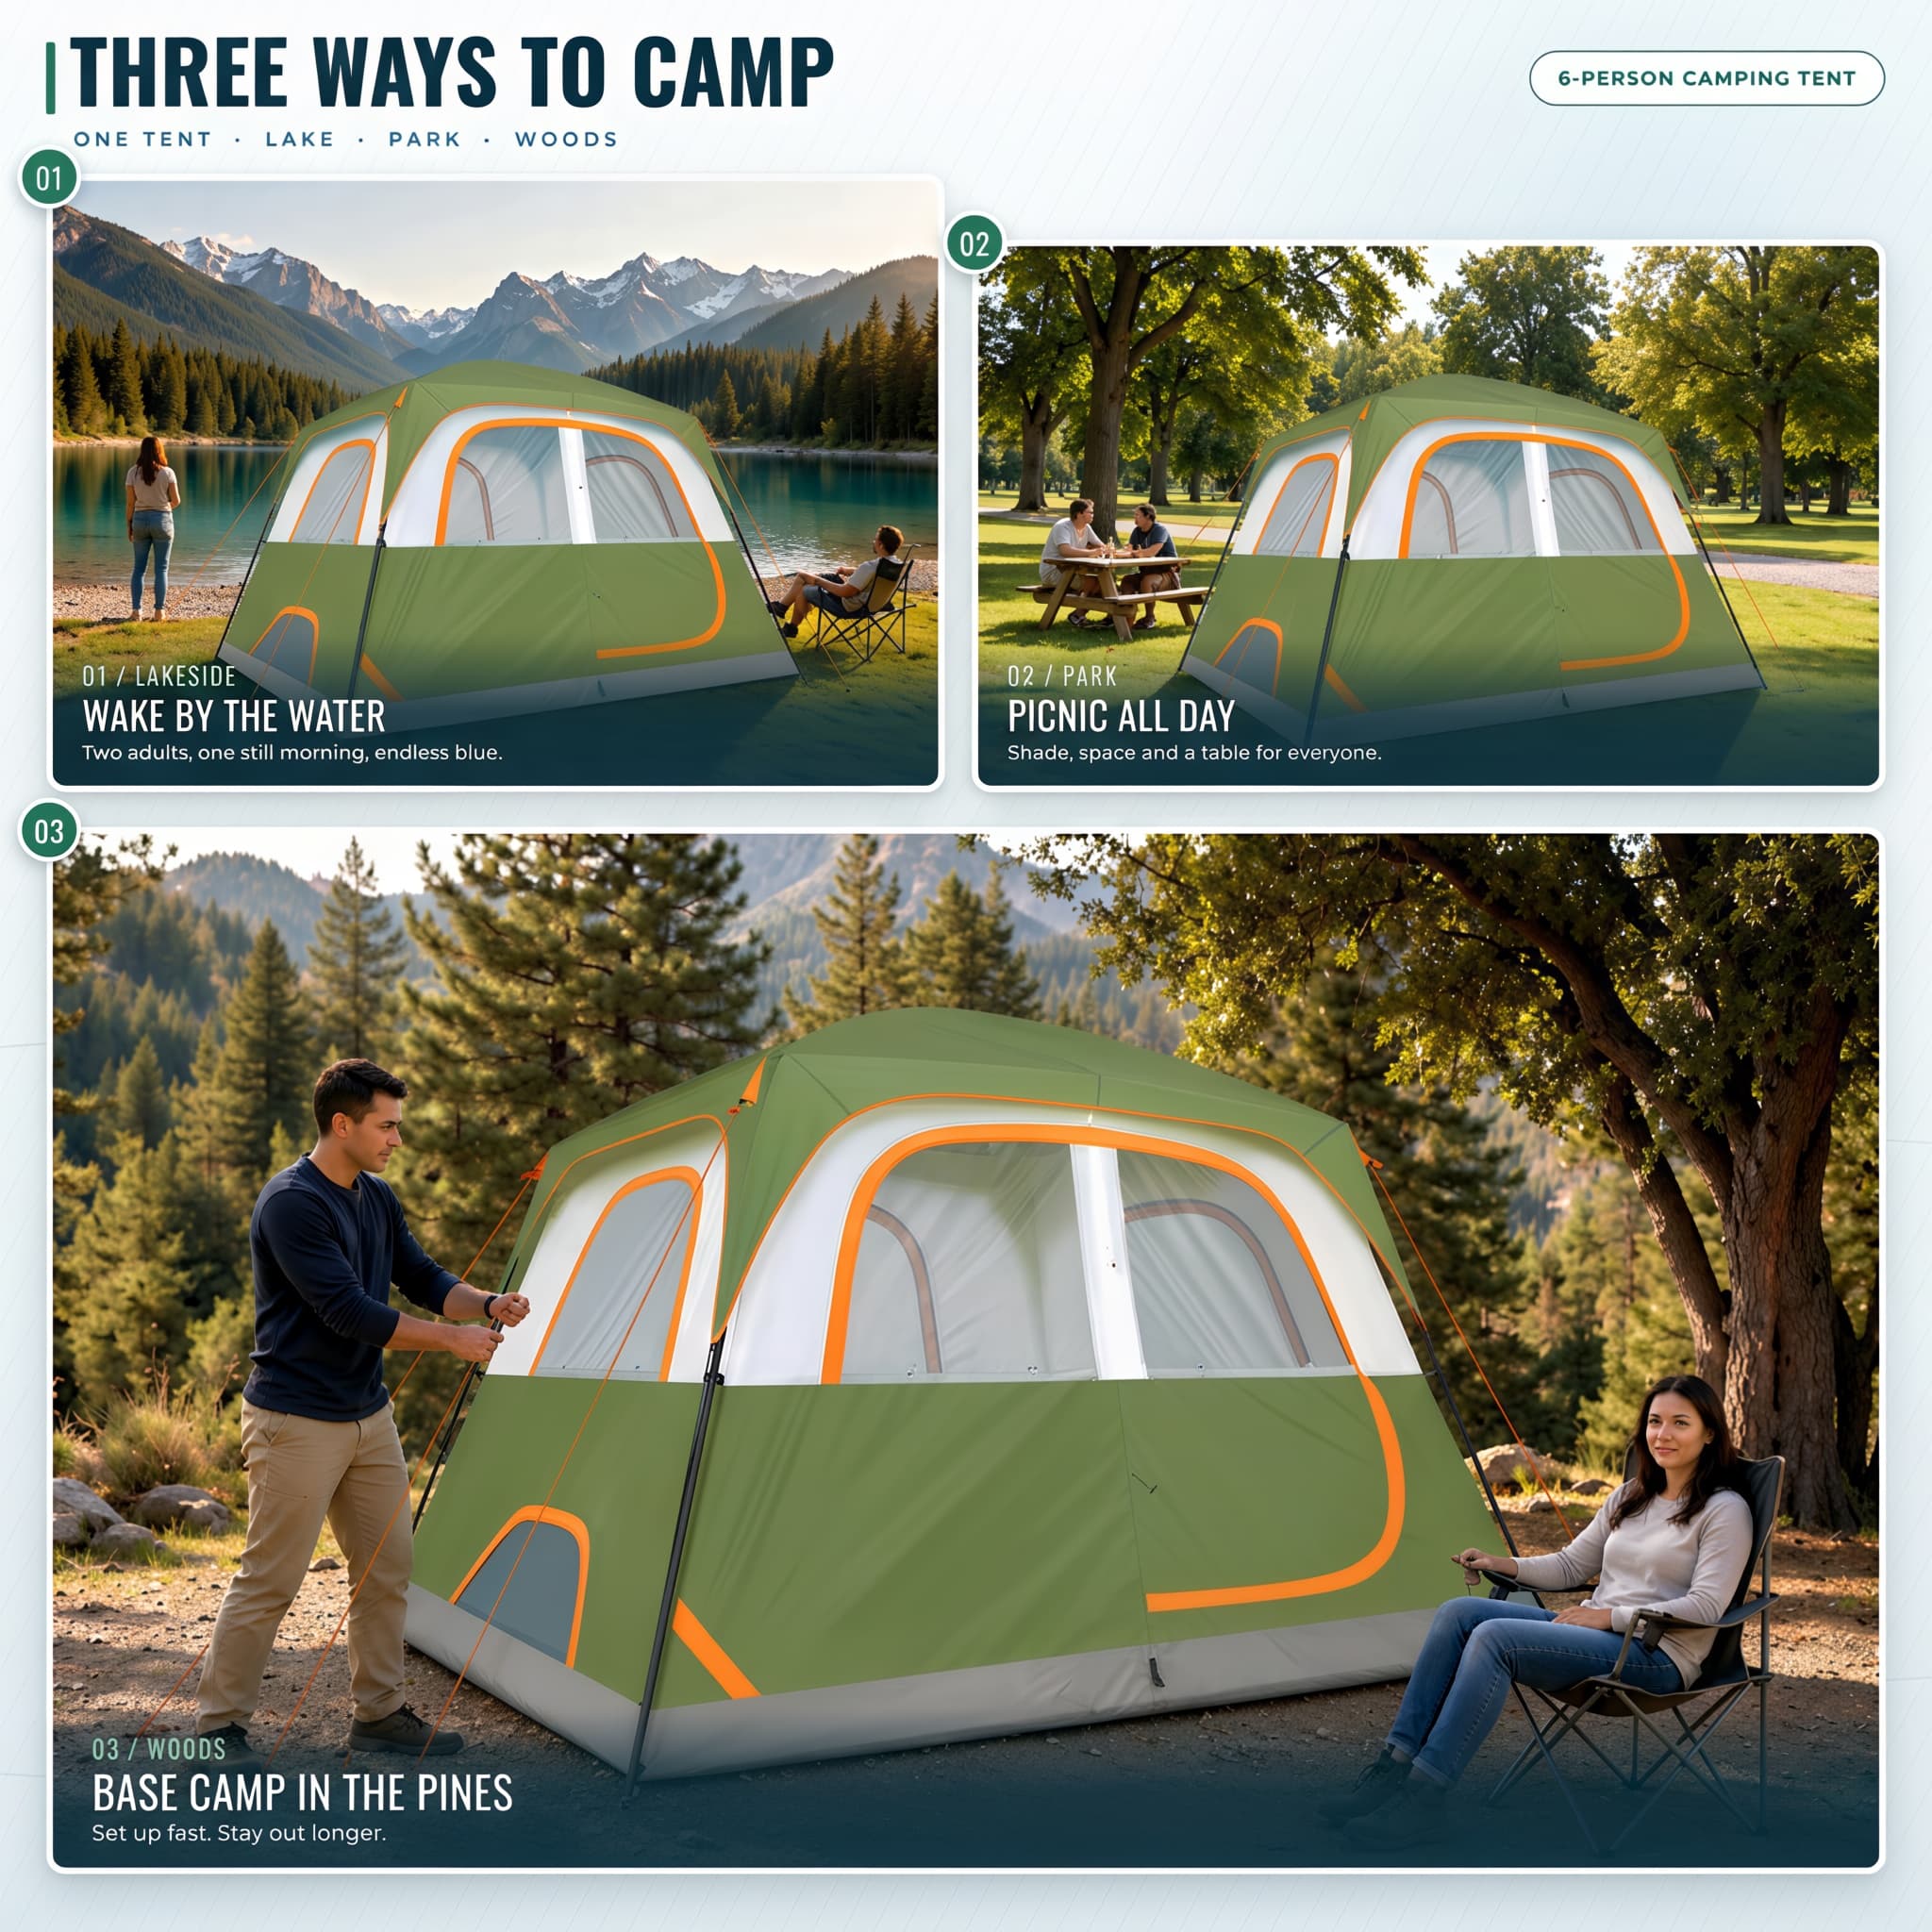 THREE WAYS TO CAMP
ONE TENT · LAKE · PARK · WOODS
6-PERSON CAMPING TENT
01
01 / LAKESIDE
WAKE BY THE WATER
Two adults, one still morning, endless blue.
02
02 / PARK
PICNIC ALL DAY
Shade, space and a table for everyone.
03
03 / WOODS
BASE CAMP IN THE PINES
Set up fast. Stay out longer.